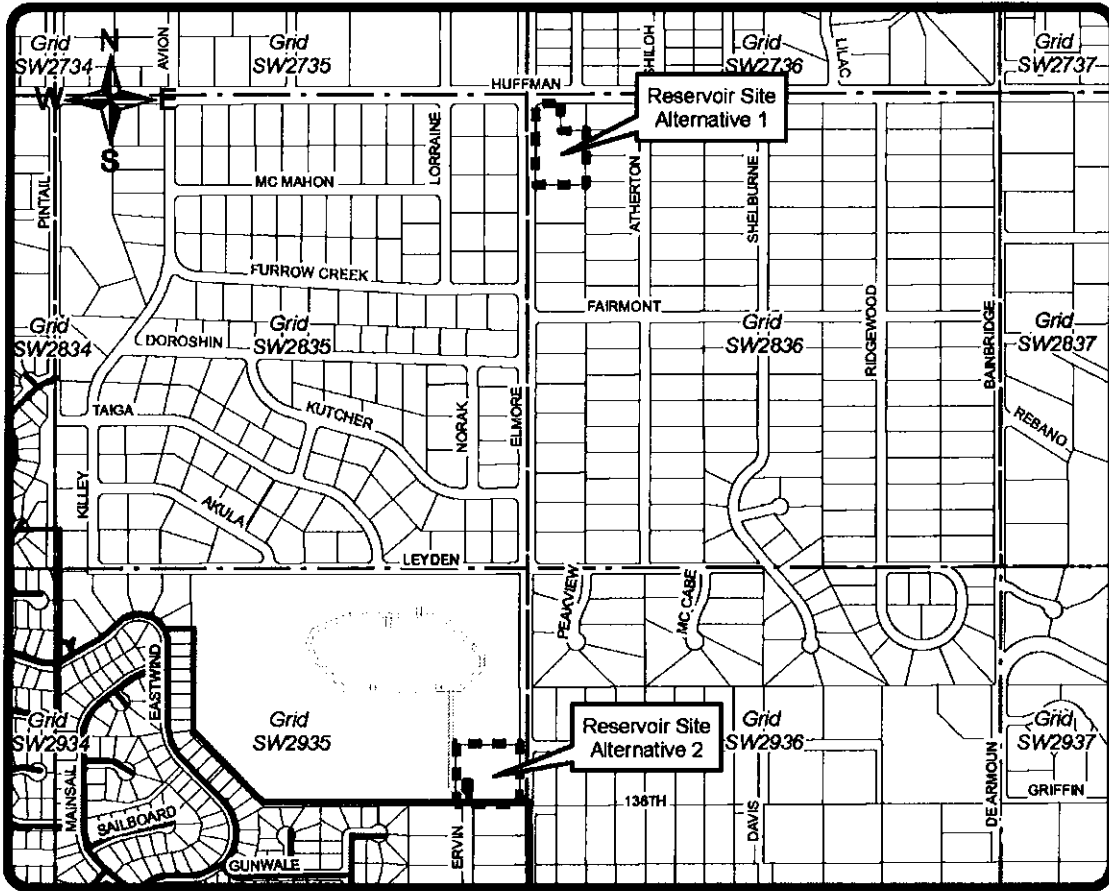 Grid
SW2734
N
W
E
S
AVION
Grid
SW2735
HUFFMAN
SHILOH
Grid
SW2736
LILAC
Grid
SW2737
Reservoir Site
Alternative 1
PINTAIL
MC MAHON
LORRAINE
ATHERTON
SHELBURNE
FURROW CREEK
FAIRMONT
RIDGEWOOD
BAINBRIDGE
Grid
SW2834
DOROSHIN
Grid
SW2835
Grid
SW2836
Grid
SW2837
TAIGA
KUTCHER
NORAK
ELMORE
REBANO
KILLEY
AKULA
LEYDEN
PEAKVIEW
MC CABE
EASTWIND
Grid
SW2934
Grid
SW2935
Reservoir Site
Alternative 2
Grid
SW2936
Grid
SW2937
MAINSAIL
SAILBOARD
GUNWALE
ERVIN
136TH
DAVIS
DE ARMOUN
GRIFFIN